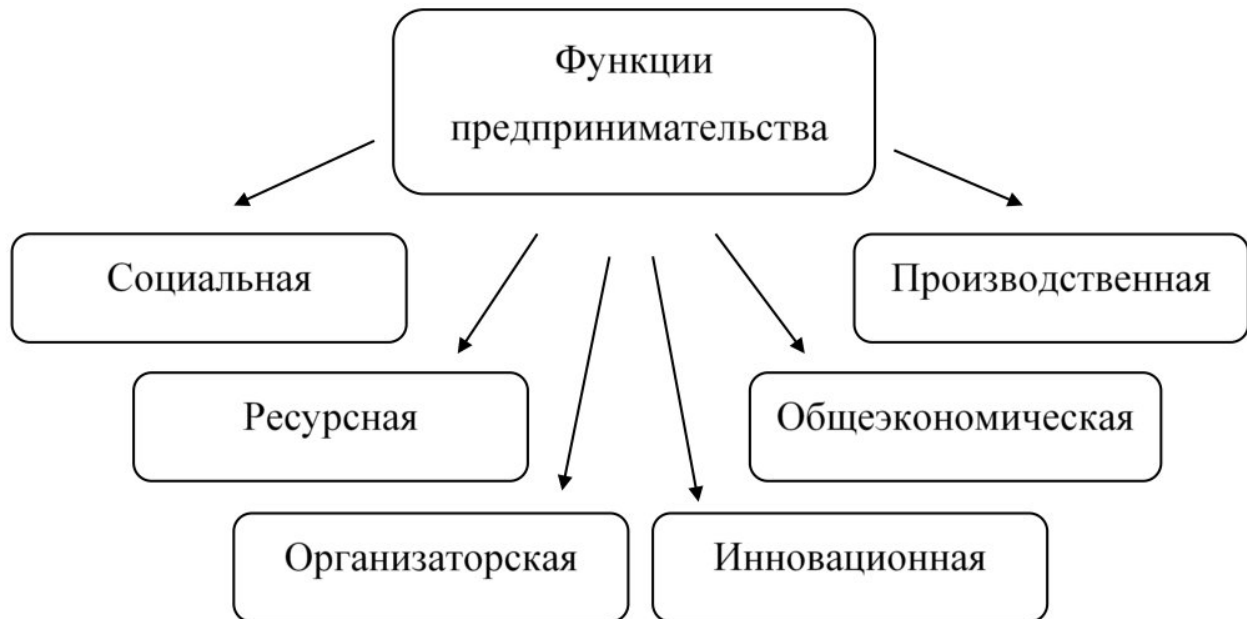 Функции
предпринимательства
Социальная
Производственная
Ресурсная
Общеэкономическая
Организаторская
Инновационная